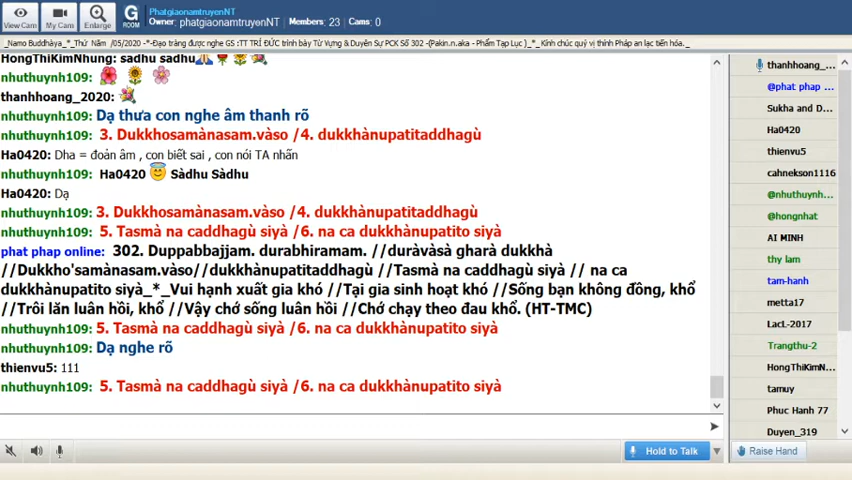 PhatgiaonamtruyenNT
Owner: phatgiaonamtruyenNT Members: 23 Cams: 0
View Cam
My Cam
Enlarge
G
ROOM
_Namo Buddhàya_*_Thứ Năm /05/2020 -*-Đạo tràng được nghe GS :TT TRÍ ĐỨC trình bày Từ Vựng & Duyên Sự PCK Số 302 -(Pakin.n.aka - Phẩm Tạp Lục )_*_ Kính chúc quý vị thính Pháp an lạc tiến hóa._
HongThiKimNhung: sadhu sadhu
nhuthuynh109:
thanhhoang_2020:
nhuthuynh109: Dạ thưa con nghe âm thanh rõ
nhuthuynh109: 3. Dukkhosamànasam.vàso /4. dukkhànupatitaddhagù
Ha0420: Dha = đoản âm , con biết sai , con nói TA nhấn
nhuthuynh109: Ha0420 Sàdhu Sàdhu
Ha0420: Dạ
nhuthuynh109: 3. Dukkhosamànasam.vàso /4. dukkhànupatitaddhagù
nhuthuynh109: 5. Tasmà na caddhagù siyà /6. na ca dukkhànupatito siyà
phat phap online: 302. Duppabbajjam. durabhiramam. //duràvàsà gharà dukkhà
//Dukkho'samànasam.vàso//dukkhànupatitaddhagù //Tasmà na caddhagù siyà // na ca
dukkhànupatito siyà_*_Vui hạnh xuất gia khó //Tại gia sinh hoạt khó //Sống bạn không đồng, khổ
//Trôi lăn luân hồi, khổ //Vậy chớ sống luân hồi //Chớ chạy theo đau khổ. (HT-TMC)
nhuthuynh109: 5. Tasmà na caddhagù siyà /6. na ca dukkhànupatito siyà
nhuthuynh109: Dạ nghe rõ
thienvu5: 111
nhuthuynh109: 5. Tasmà na caddhagù siyà /6. na ca dukkhànupatito siyà
thanhhoang_...
@phat phap ...
Sukha and D...
Ha0420
thienvu5
cahnekson1116
@nhuthuynh...
@hongnhat
AI MINH
thy lam
tam-hanh
metta17
LacL-2017
Trangthu-2
HongThiKimN...
tamuy
Phuc Hanh 77
Duyen_319
Hold to Talk
Raise Hand